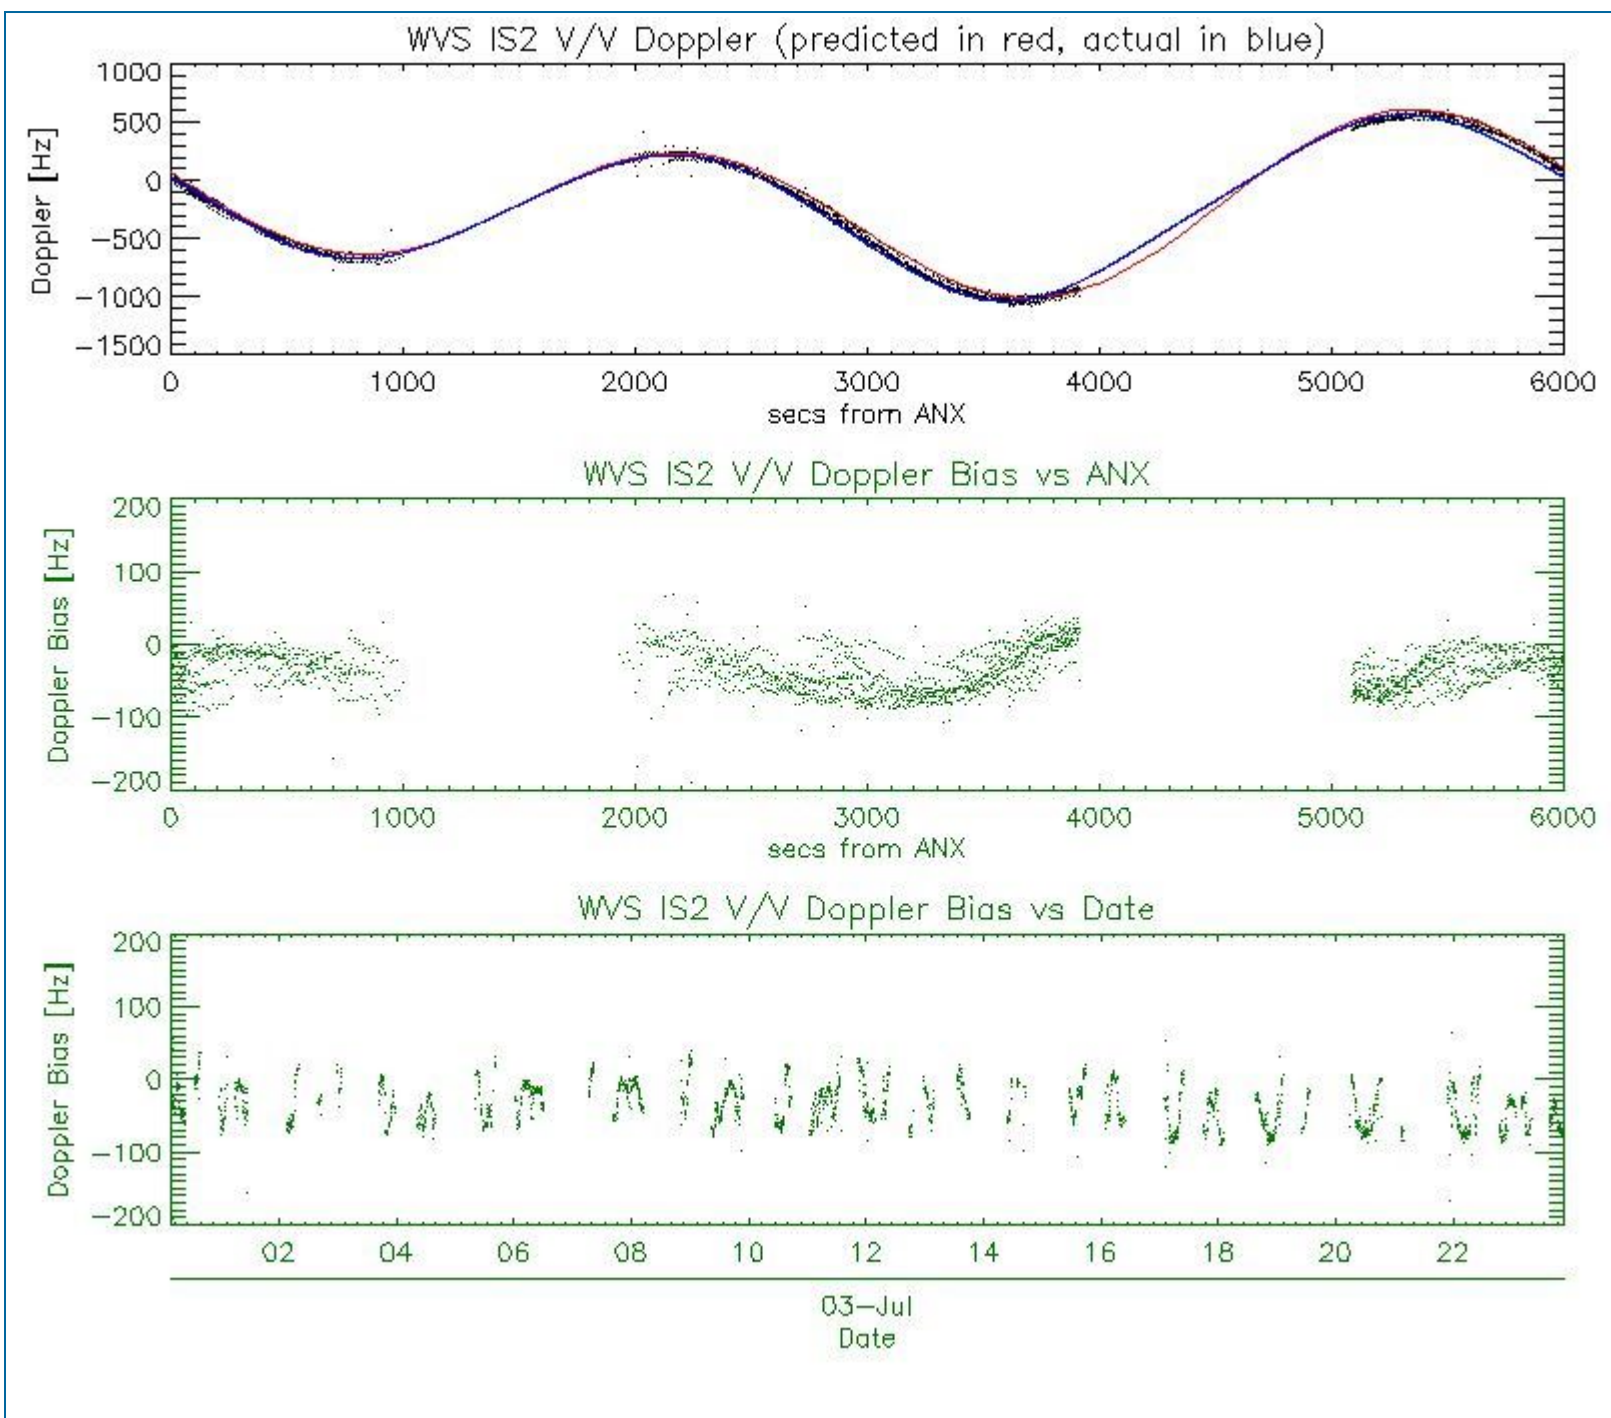 WVS IS2 V/V Doppler (predicted in red, actual in blue)
Doppler [Hz]
1000
500
0
−500
−1000
−1500
0 1000 2000 3000 4000 5000 6000
secs from ANX
WVS IS2 V/V Doppler Bias vs ANX
Doppler Bias [Hz]
200
100
0
−100
−200
0 1000 2000 3000 4000 5000 6000
secs from ANX
WVS IS2 V/V Doppler Bias vs Date
Doppler Bias [Hz]
200
100
0
−100
−200
02 04 06 08 10 12 14 16 18 20 22
03−Jul
Date